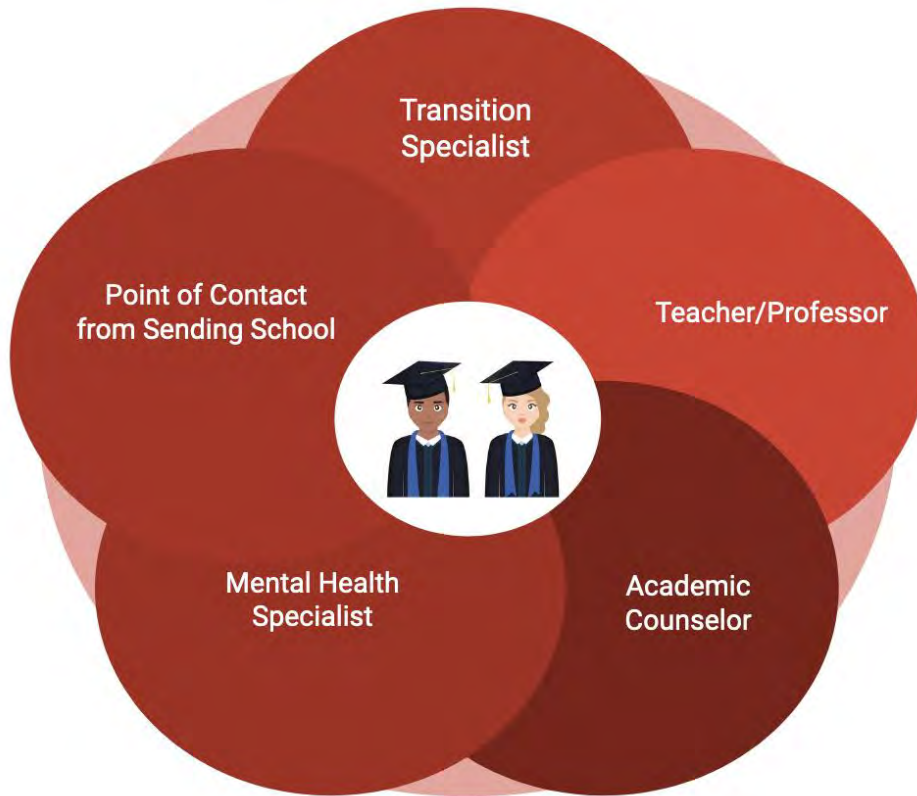 Transition
Specialist
Point of Contact
from Sending School
Teacher/Professor
Mental Health
Specialist
Academic
Counselor